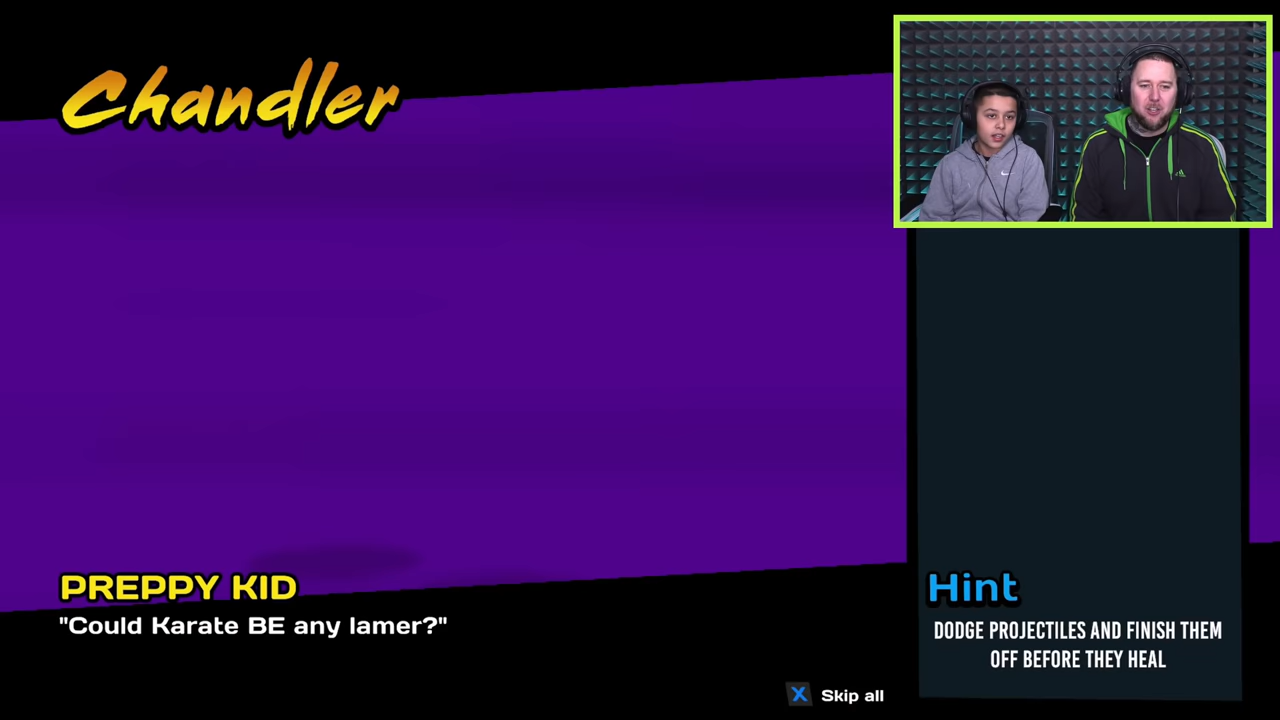 Chandler
PREPPY KID
"Could Karate BE any lamer?"
Hint
DODGE PROJECTILES AND FINISH THEM
OFF BEFORE THEY HEAL
X Skip all